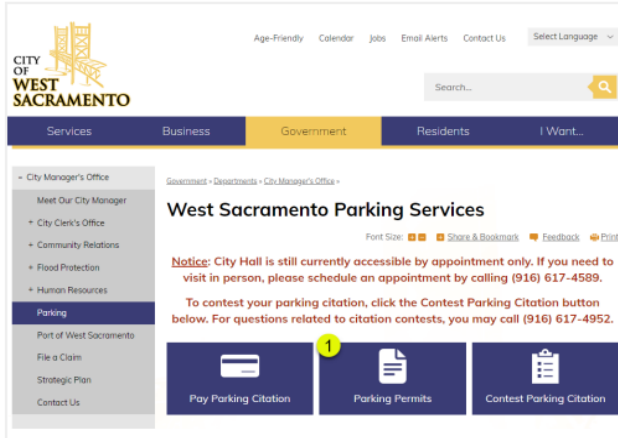 Age-Friendly Calendar Jobs Email Alerts Contact Us Select Language
CITY
OF
WEST
SACRAMENTO
Search...
Services Business Government Residents I Want...
- City Manager's Office
Meet Our City Manager
+ City Clerk's Office
+ Community Relations
+ Flood Protection
+ Human Resources
Parking
Port of West Sacramento
File a Claim
Strategic Plan
Contact Us
Government » Departments » City Manager's Office »
West Sacramento Parking Services
Font Size: + - + Share & Bookmark Feedback Print
Notice: City Hall is still currently accessible by appointment only. If you need to
visit in person, please schedule an appointment by calling (916) 617-4589.
To contest your parking citation, click the Contest Parking Citation button
below. For questions related to citation contests, you may call (916) 617-4952.
1
Pay Parking Citation Parking Permits Contest Parking Citation